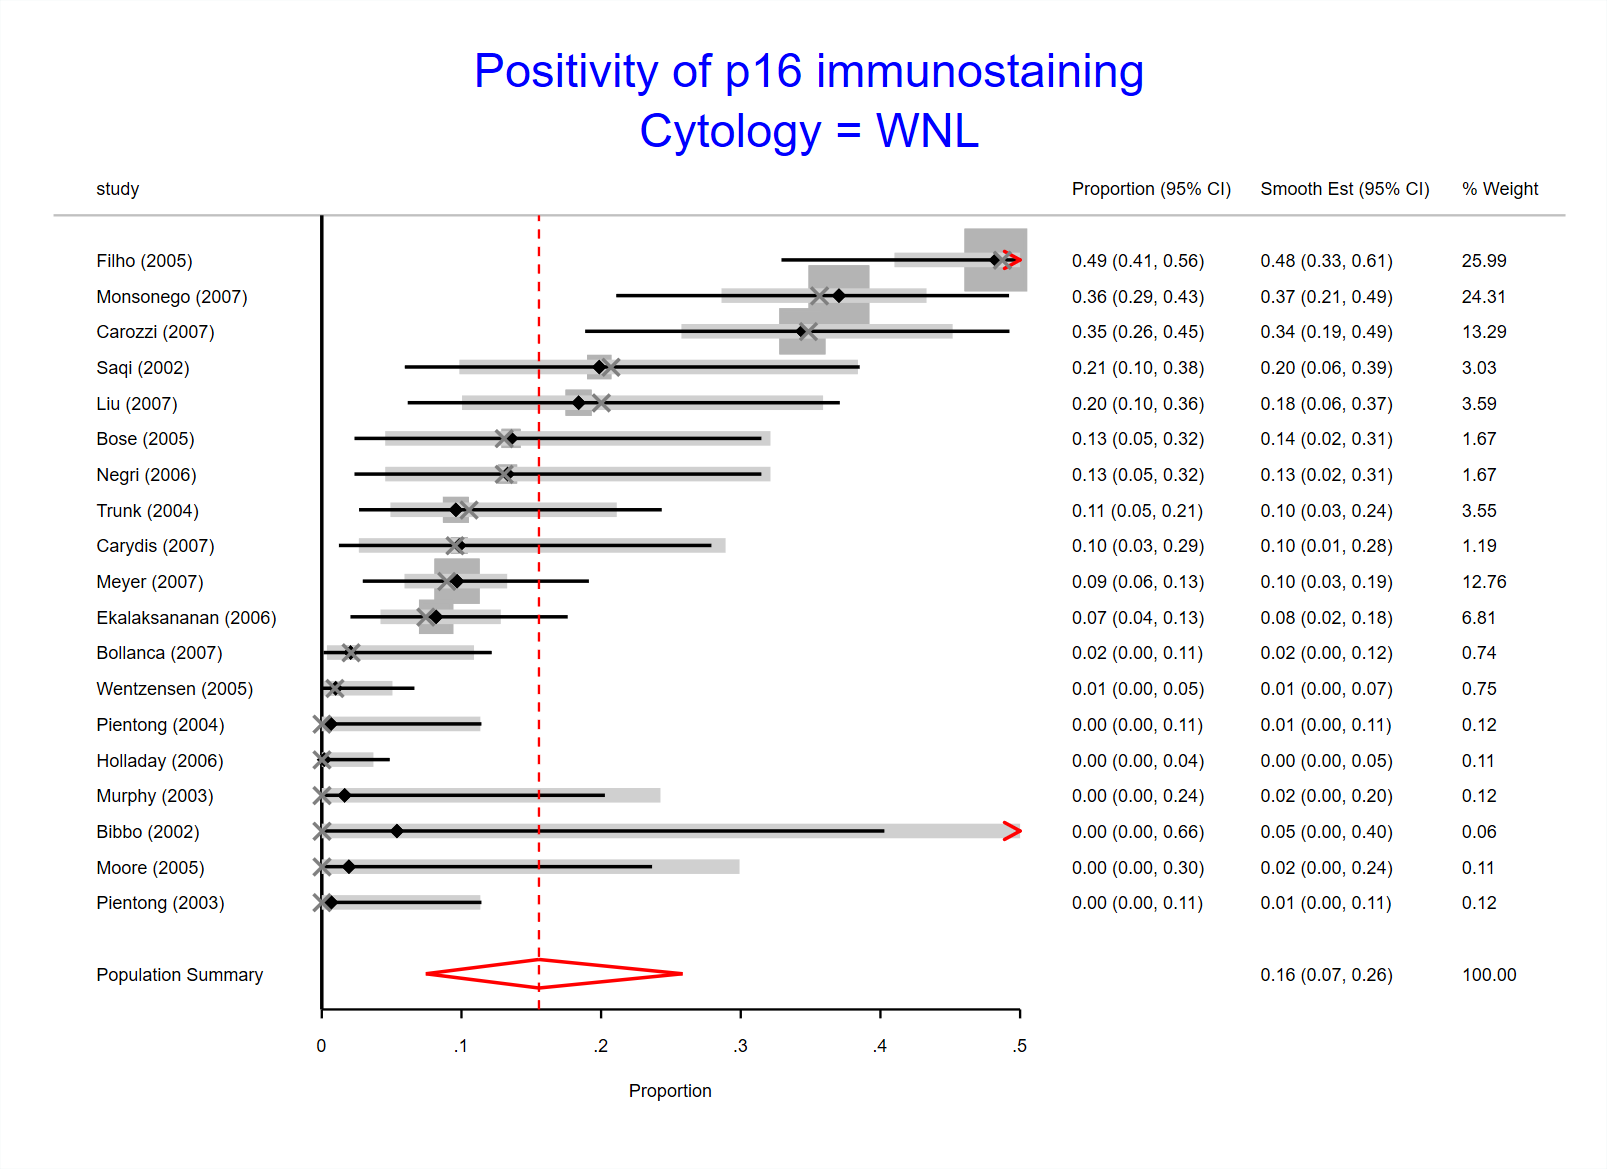 Positivity of p16 immunostaining
Cytology = WNL
study Proportion (95% CI) Smooth Est (95% CI) % Weight
Filho (2005) 0.49 (0.41, 0.56) 0.48 (0.33, 0.61) 25.99
Monsonego (2007) 0.36 (0.29, 0.43) 0.37 (0.21, 0.49) 24.31
Carozzi (2007) 0.35 (0.26, 0.45) 0.34 (0.19, 0.49) 13.29
Saqi (2002) 0.21 (0.10, 0.38) 0.20 (0.06, 0.39) 3.03
Liu (2007) 0.20 (0.10, 0.36) 0.18 (0.06, 0.37) 3.59
Bose (2005) 0.13 (0.05, 0.32) 0.14 (0.02, 0.31) 1.67
Negri (2006) 0.13 (0.05, 0.32) 0.13 (0.02, 0.31) 1.67
Trunk (2004) 0.11 (0.05, 0.21) 0.10 (0.03, 0.24) 3.55
Carydis (2007) 0.10 (0.03, 0.29) 0.10 (0.01, 0.28) 1.19
Meyer (2007) 0.09 (0.06, 0.13) 0.10 (0.03, 0.19) 12.76
Ekalaksananan (2006) 0.07 (0.04, 0.13) 0.08 (0.02, 0.18) 6.81
Bollanca (2007) 0.02 (0.00, 0.11) 0.02 (0.00, 0.12) 0.74
Wentzensen (2005) 0.01 (0.00, 0.05) 0.01 (0.00, 0.07) 0.75
Pientong (2004) 0.00 (0.00, 0.11) 0.01 (0.00, 0.11) 0.12
Holladay (2006) 0.00 (0.00, 0.04) 0.00 (0.00, 0.05) 0.11
Murphy (2003) 0.00 (0.00, 0.24) 0.02 (0.00, 0.20) 0.12
Bibbo (2002) 0.00 (0.00, 0.66) 0.05 (0.00, 0.40) 0.06
Moore (2005) 0.00 (0.00, 0.30) 0.02 (0.00, 0.24) 0.11
Pientong (2003) 0.00 (0.00, 0.11) 0.01 (0.00, 0.11) 0.12
Population Summary 0.16 (0.07, 0.26) 100.00
0 .1 .2 .3 .4 .5
Proportion